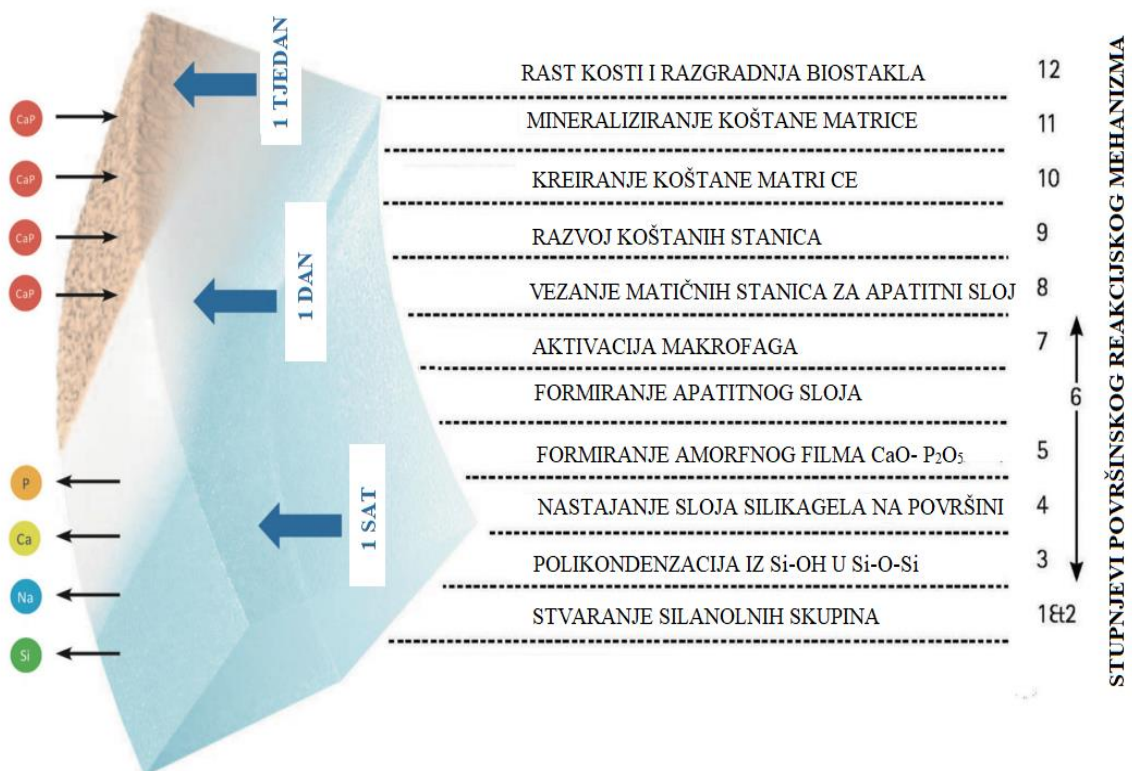 RAST KOSTI I RAZGRADNJA BIOSTAKLA 12
MINERALIZIRANJE KOŠTANE MATRICE 11
KREIRANJE KOŠTANE MATRI CE 10
RAZVOJ KOŠTANIH STANICA 9
VEZANJE MATIČNIH STANICA ZA APATITNI SLOJ 8
AKTIVACIJA MAKROFAGA 7
FORMIRANJE APATITNOG SLOJA 6
FORMIRANJE AMORFNOG FILMA CaO- P₂O₅ 5
NASTAJANJE SLOJA SILIKAGELA NA POVRŠINI 4
POLIKONDENZACIJA IZ Si-OH U Si-O-Si 3
STVARANJE SILANOLNIH SKUPINA 1&2
1 TJEDAN
1 DAN
1 SAT
CaP
CaP
CaP
CaP
P
Ca
Na
Si
STUPNJEVI POVRŠINSKOG REAKCIJSKOG MEHANIZMA